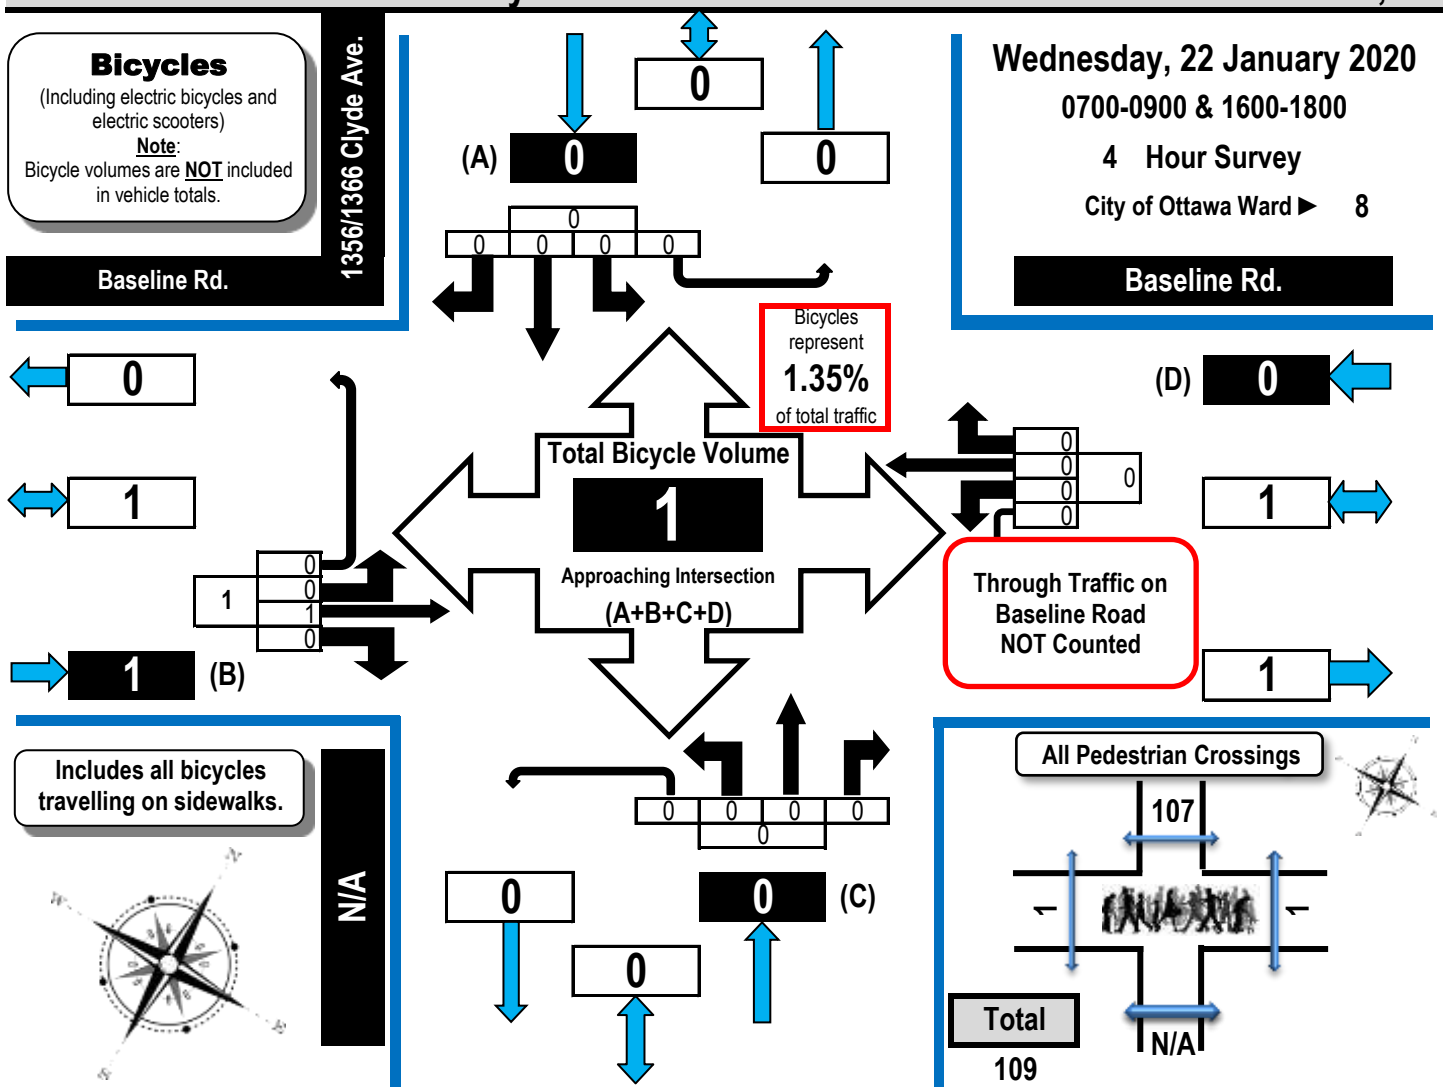 Bicycles
(Including electric bicycles and
electric scooters)
Note:
Bicycle volumes are NOT included
in vehicle totals.
1356/1366 Clyde Ave.
Baseline Rd.
Wednesday, 22 January 2020
0700-0900 & 1600-1800
4 Hour Survey
City of Ottawa Ward ► 8
Baseline Rd.
0
(A) 0
0
0
0 0 0 0
Bicycles
represent
1.35%
of total traffic
0
1
0
0
1
0
1
1 (B)
Total Bicycle Volume
1
Approaching Intersection
(A+B+C+D)
(D) 0
0
0
0
0
0
1
Through Traffic on
Baseline Road
NOT Counted
1
Includes all bicycles
travelling on sidewalks.
N/A
N
W
E
S
0 0 0 0
0
0
0 (C)
0
All Pedestrian Crossings
107
1
1
N/A
Total
109